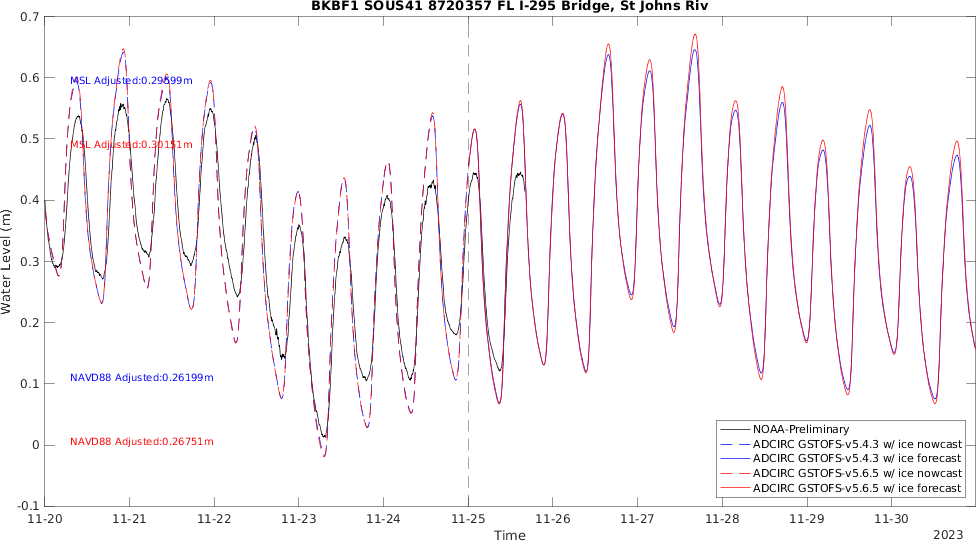 BKBF1 SOUS41 8720357 FL I-295 Bridge, St Johns Riv
0.7
0.6
0.5
0.4
0.3
0.2
0.1
0
-0.1
Water Level (m)
MSL Adjusted:0.29599m
MSL Adjusted:0.30151m
NAVD88 Adjusted:0.26199m
NAVD88 Adjusted:0.26751m
NOAA-Preliminary
ADCIRC GSTOFS-v5.4.3 w/ ice nowcast
ADCIRC GSTOFS-v5.4.3 w/ ice forecast
ADCIRC GSTOFS-v5.6.5 w/ ice nowcast
ADCIRC GSTOFS-v5.6.5 w/ ice forecast
11-20 11-21 11-22 11-23 11-24 11-25 11-26 11-27 11-28 11-29 11-30
Time
2023